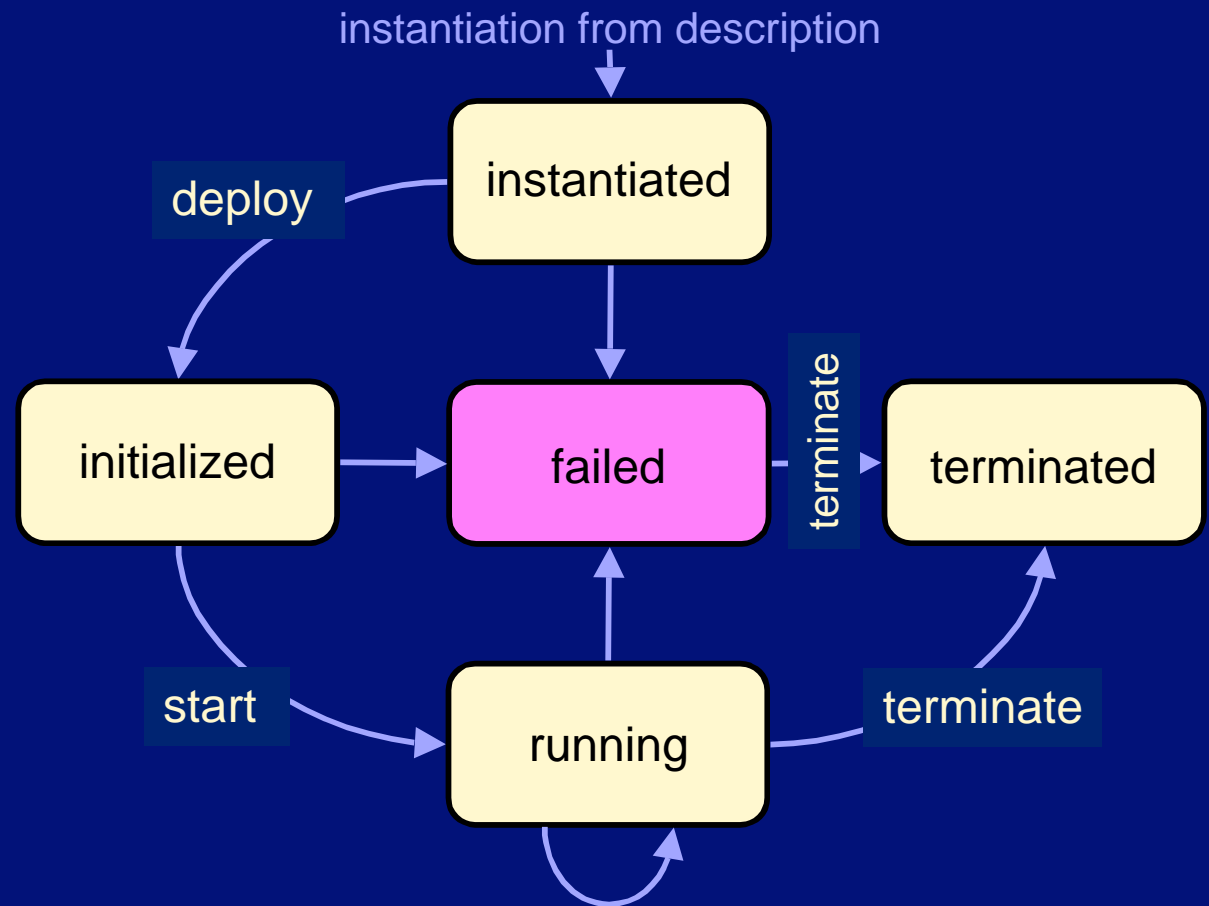 instantiation from description
instantiated
deploy
initialized
failed
terminate
terminated
start
running
terminate